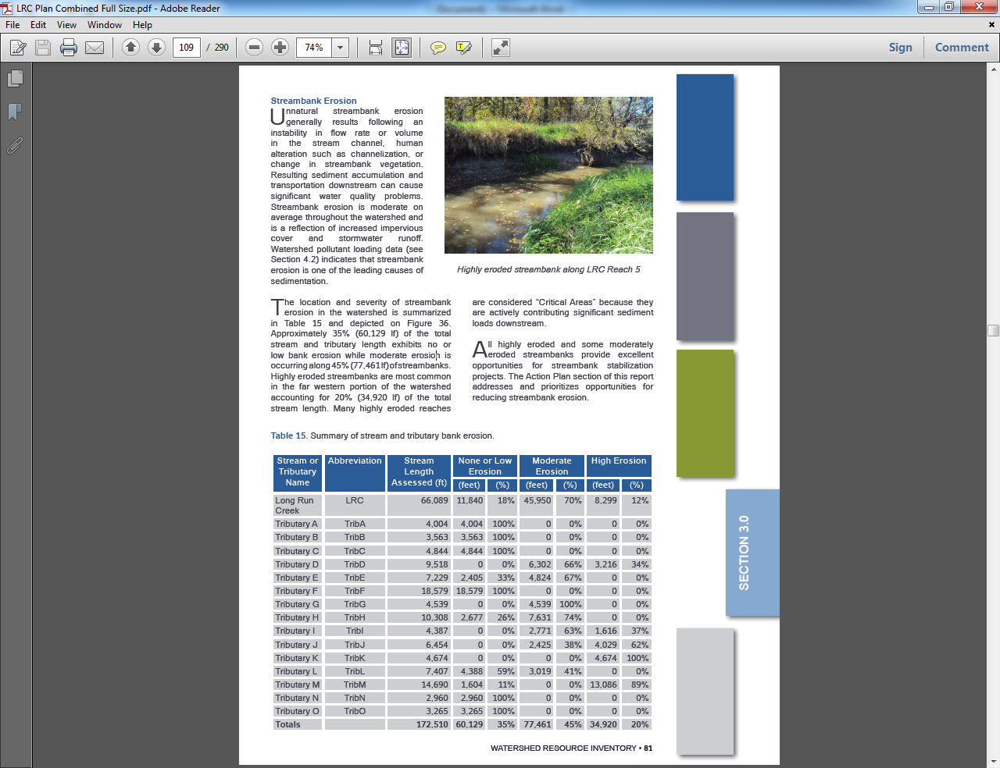 LRC Plan Combined Full Size.pdf - Adobe Reader
File Edit View Window Help
109 / 290 74% Sign Comment
Streambank Erosion
Unnatural streambank erosion
generally results following an
instability in flow rate or volume
in the stream channel, human
alteration such as channelization, or
change in streambank vegetation.
Resulting sediment accumulation and
transportation downstream can cause
significant water quality problems.
Streambank erosion is moderate on
average throughout the watershed and
is a reflection of increased impervious
cover and stormwater runoff.
Watershed pollutant loading data (see
Section 4.2) indicates that streambank
erosion is one of the leading causes of
sedimentation.
Highly eroded streambank along LRC Reach 5
The location and severity of streambank
erosion in the watershed is summarized
in Table 15 and depicted on Figure 36.
Approximately 35% (60,129 lf) of the total
stream and tributary length exhibits no or
low bank erosion while moderate erosion is
occurring along 45% (77,461 lf) of streambanks.
Highly eroded streambanks are most common
in the far western portion of the watershed
accounting for 20% (34,920 lf) of the total
stream length. Many highly eroded reaches
are considered "Critical Areas" because they
are actively contributing significant sediment
loads downstream.
All highly eroded and some moderately
eroded streambanks provide excellent
opportunities for streambank stabilization
projects. The Action Plan section of this report
addresses and prioritizes opportunities for
reducing streambank erosion.
Table 15. Summary of stream and tributary bank erosion.
Stream or Tributary Name Abbreviation Stream Length Assessed (ft) None or Low Erosion Moderate Erosion High Erosion
(feet) (%) (feet) (%) (feet) (%)
Long Run Creek LRC 66,089 11,840 18% 45,950 70% 8,299 12%
Tributary A TribA 4,004 4,004 100% 0 0% 0 0%
Tributary B TribB 3,563 3,563 100% 0 0% 0 0%
Tributary C TribC 4,844 4,844 100% 0 0% 0 0%
Tributary D TribD 9,518 0 0% 6,302 66% 3,216 34%
Tributary E TribE 7,229 2,405 33% 4,824 67% 0 0%
Tributary F TribF 18,579 18,579 100% 0 0% 0 0%
Tributary G TribG 4,539 0 0% 4,539 100% 0 0%
Tributary H TribH 10,308 2,677 26% 7,631 74% 0 0%
Tributary I TribI 4,387 0 0% 2,771 63% 1,616 37%
Tributary J TribJ 6,454 0 0% 2,425 38% 4,029 62%
Tributary K TribK 4,674 0 0% 0 0% 4,674 100%
Tributary L TribL 7,407 4,388 59% 3,019 41% 0 0%
Tributary M TribM 14,690 1,604 11% 0 0% 13,086 89%
Tributary N TribN 2,960 2,960 100% 0 0% 0 0%
Tributary O TribO 3,265 3,265 100% 0 0% 0 0%
Totals 172,510 60,129 35% 77,461 45% 34,920 20%
WATERSHED RESOURCE INVENTORY • 81
SECTION 3.0